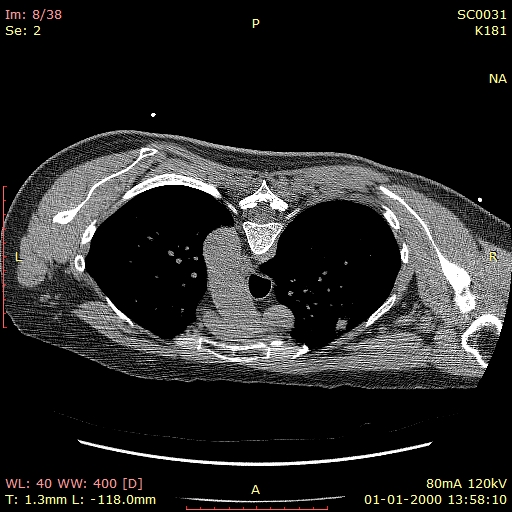 Im: 8/38
Se: 2
P
SC0031
K181
NA
L
R
WL: 40 WW: 400 [D]
T: 1.3mm L: -118.0mm
A
80mA 120kV
01-01-2000 13:58:10